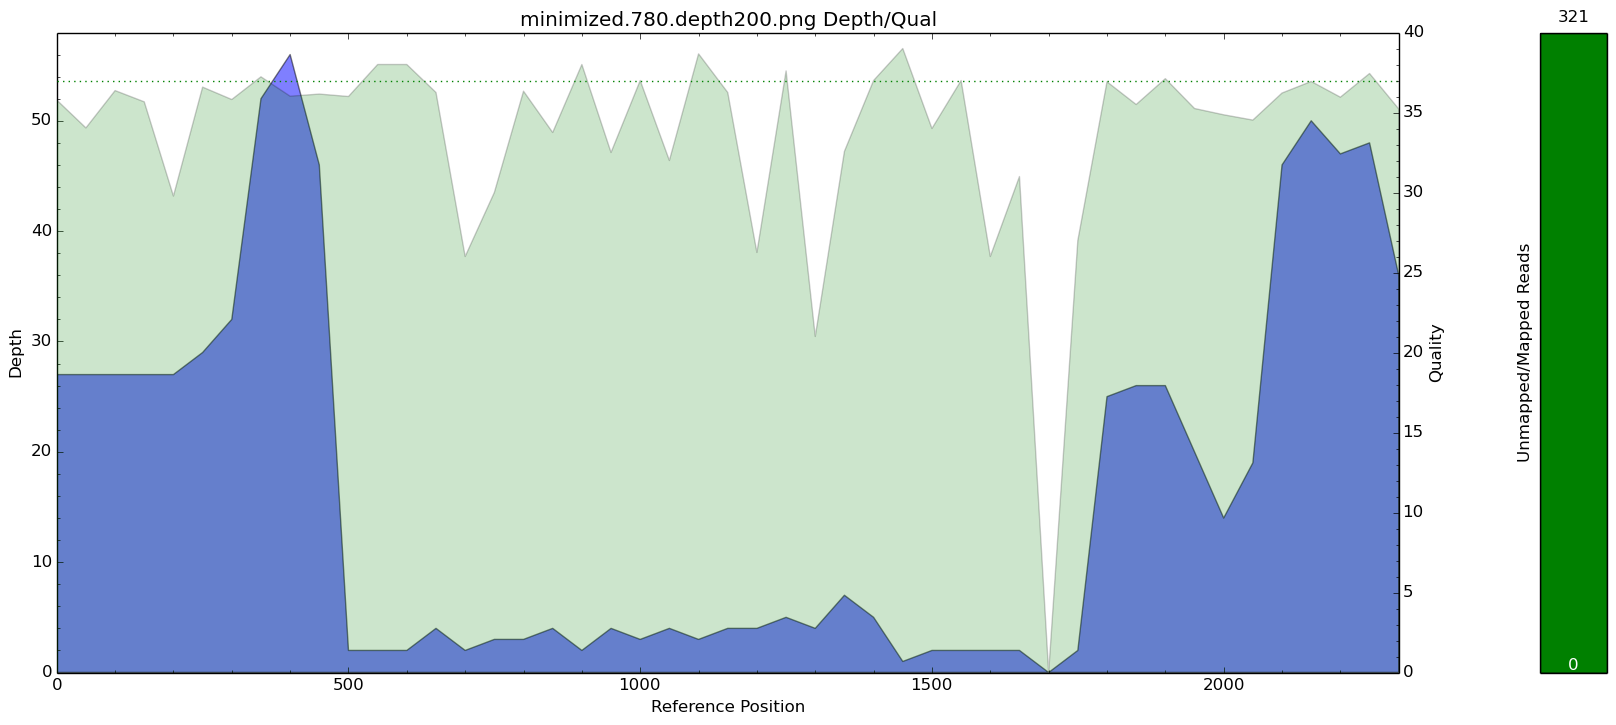 minimized.780.depth200.png Depth/Qual
321
40
35
30
25
20
15
10
5
0
50
40
30
20
10
0
Depth
Quality
Unmapped/Mapped Reads
0
0 500 1000 1500 2000
Reference Position